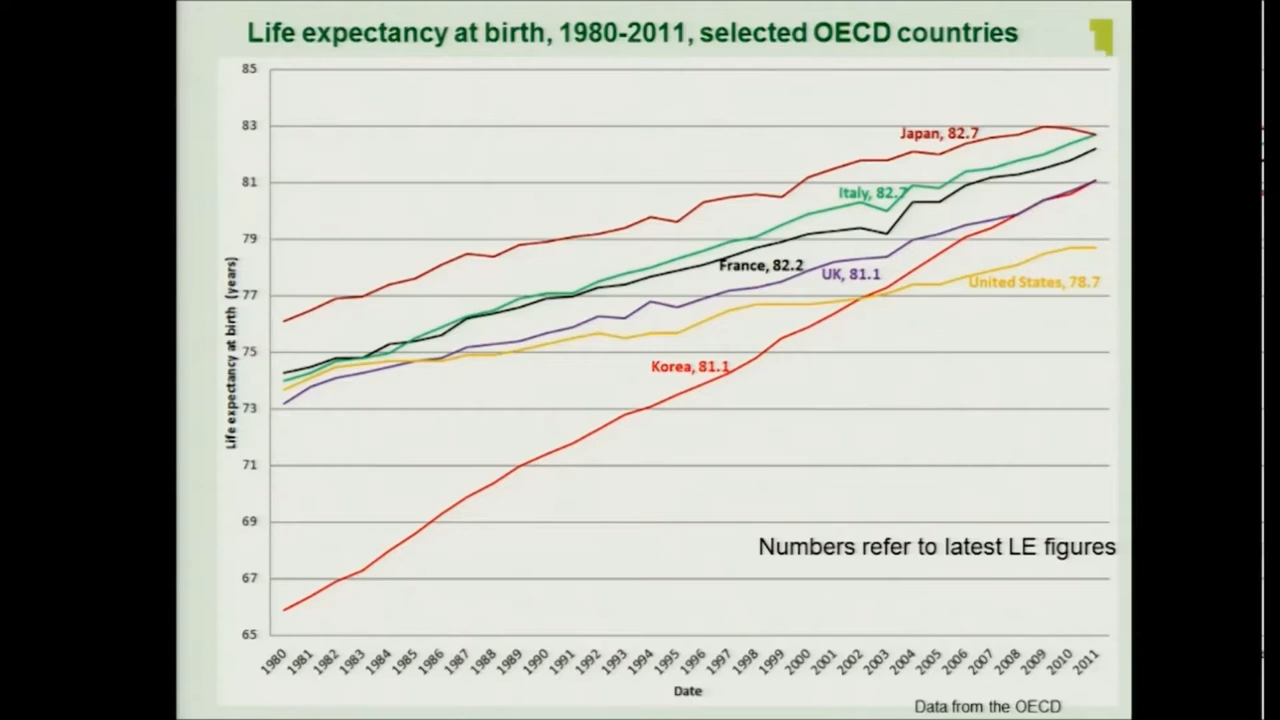 Life expectancy at birth, 1980-2011, selected OECD countries
85
83
81
79
77
75
73
71
69
67
65
Life expectancy at birth (years)
Japan, 82.7
Italy, 82.7
France, 82.2
UK, 81.1
United States, 78.7
Korea, 81.1
Numbers refer to latest LE figures
1980 1981 1982 1983 1984 1985 1986 1987 1988 1989 1990 1991 1992 1993 1994 1995 1996 1997 1998 1999 2000 2001 2002 2003 2004 2005 2006 2007 2008 2009 2010 2011
Date
Data from the OECD